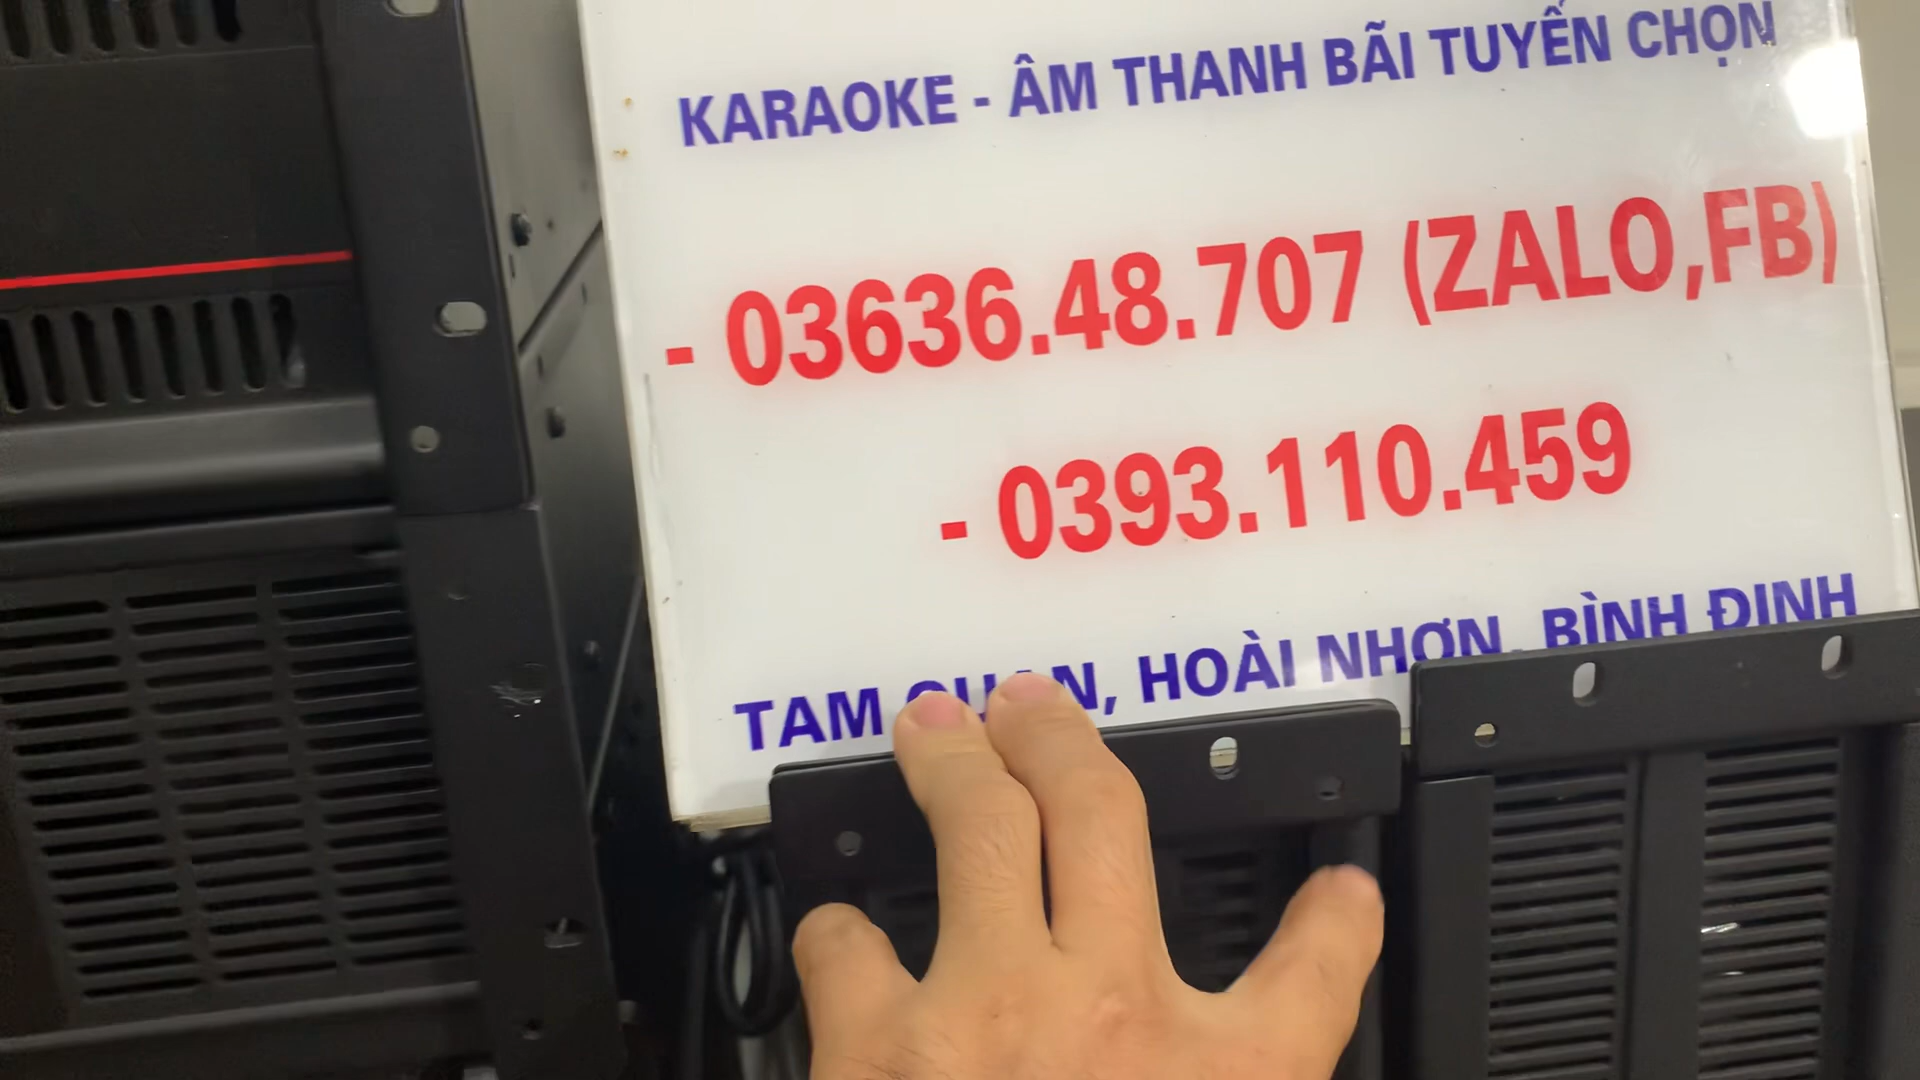 KARAOKE - ÂM THANH BÃI TUYỂN CHỌN
- 03636.48.707 (ZALO,FB)
- 0393.110.459
TAM QUAN, HOÀI NHƠN, BÌNH ĐỊNH